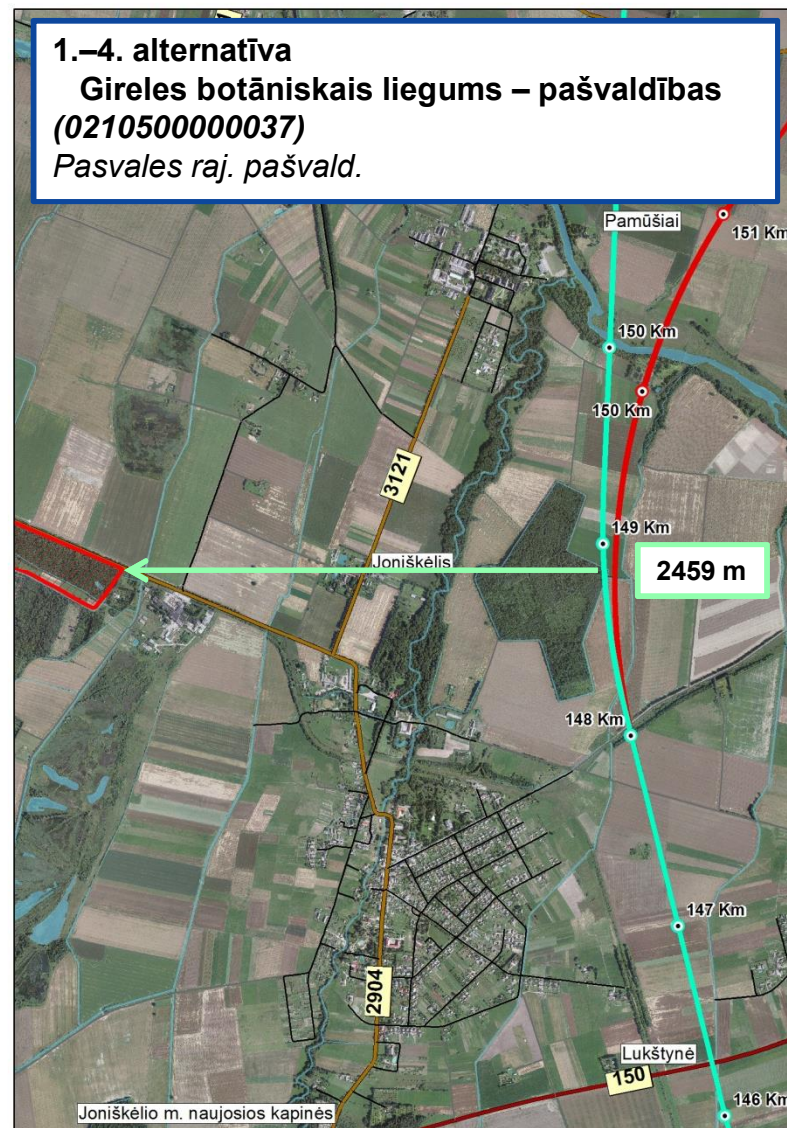 1.–4. alternatīva
Gireles botāniskais liegums – pašvaldības
(0210500000037)
Pasvales raj. pašvald.
Pamūšiai
151 Km
150 Km
150 Km
3121
149 Km
Joniškėlis
2459 m
148 Km
147 Km
2904
Lukštynė
150
146 Km
Joniškėlio m. naujosios kapinės